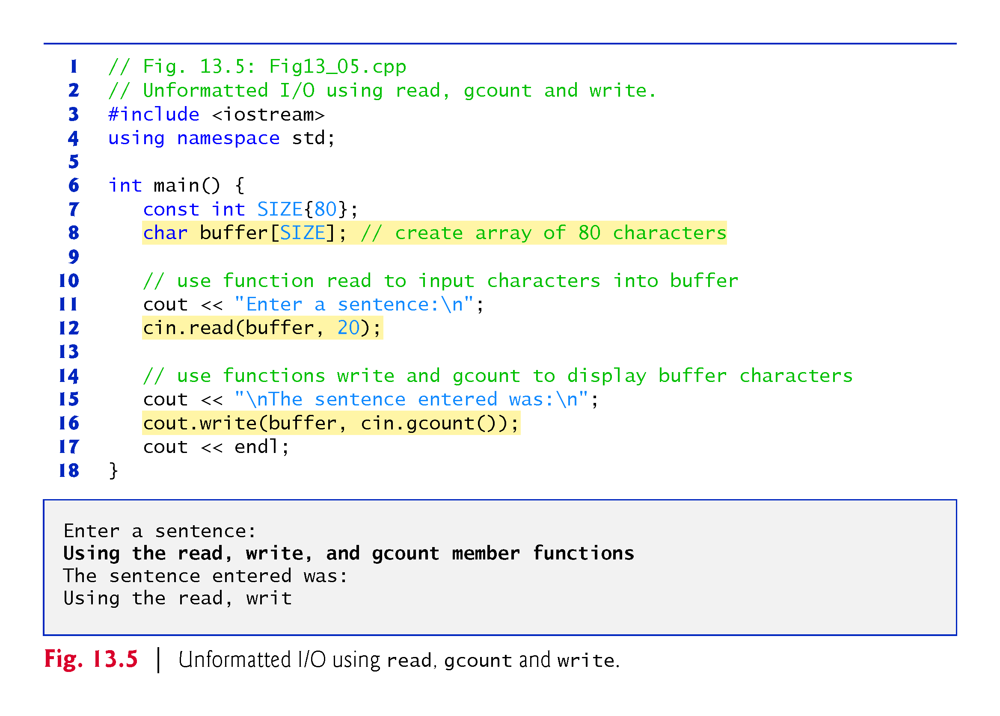 1 // Fig. 13.5: Fig13_05.cpp
2 // Unformatted I/O using read, gcount and write.
3 #include <iostream>
4 using namespace std;
5
6 int main() {
7    const int SIZE{80};
8    char buffer[SIZE]; // create array of 80 characters
9
10    // use function read to input characters into buffer
11    cout << "Enter a sentence:\n";
12    cin.read(buffer, 20);
13
14    // use functions write and gcount to display buffer characters
15    cout << "\nThe sentence entered was:\n";
16    cout.write(buffer, cin.gcount());
17    cout << endl;
18 }
Enter a sentence:
Using the read, write, and gcount member functions
The sentence entered was:
Using the read, writ
Fig. 13.5 | Unformatted I/O using read, gcount and write.